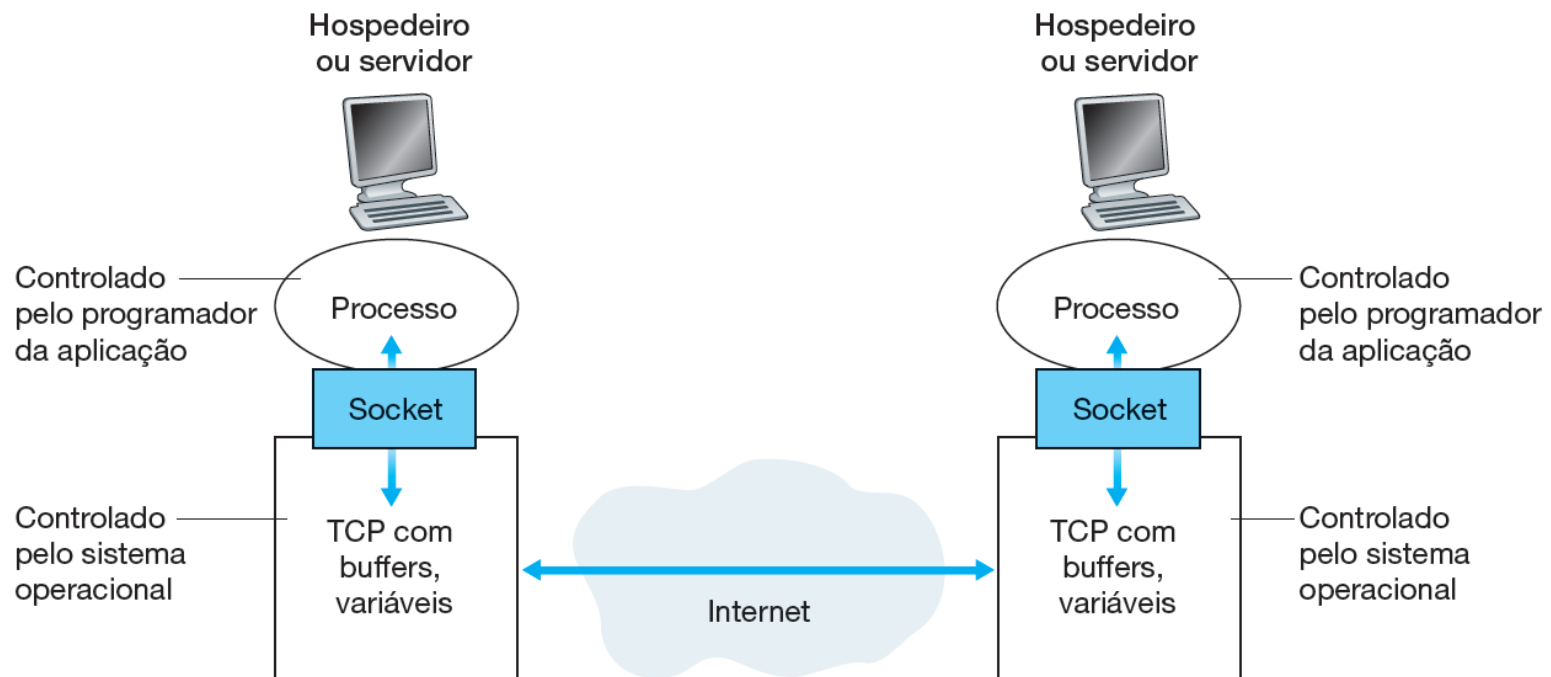 Hospedeiro
ou servidor
Hospedeiro
ou servidor
Controlado
pelo programador
da aplicação
Processo
Processo
Controlado
pelo programador
da aplicação
Socket
Socket
Controlado
pelo sistema
operacional
TCP com
buffers,
variáveis
Internet
TCP com
buffers,
variáveis
Controlado
pelo sistema
operacional